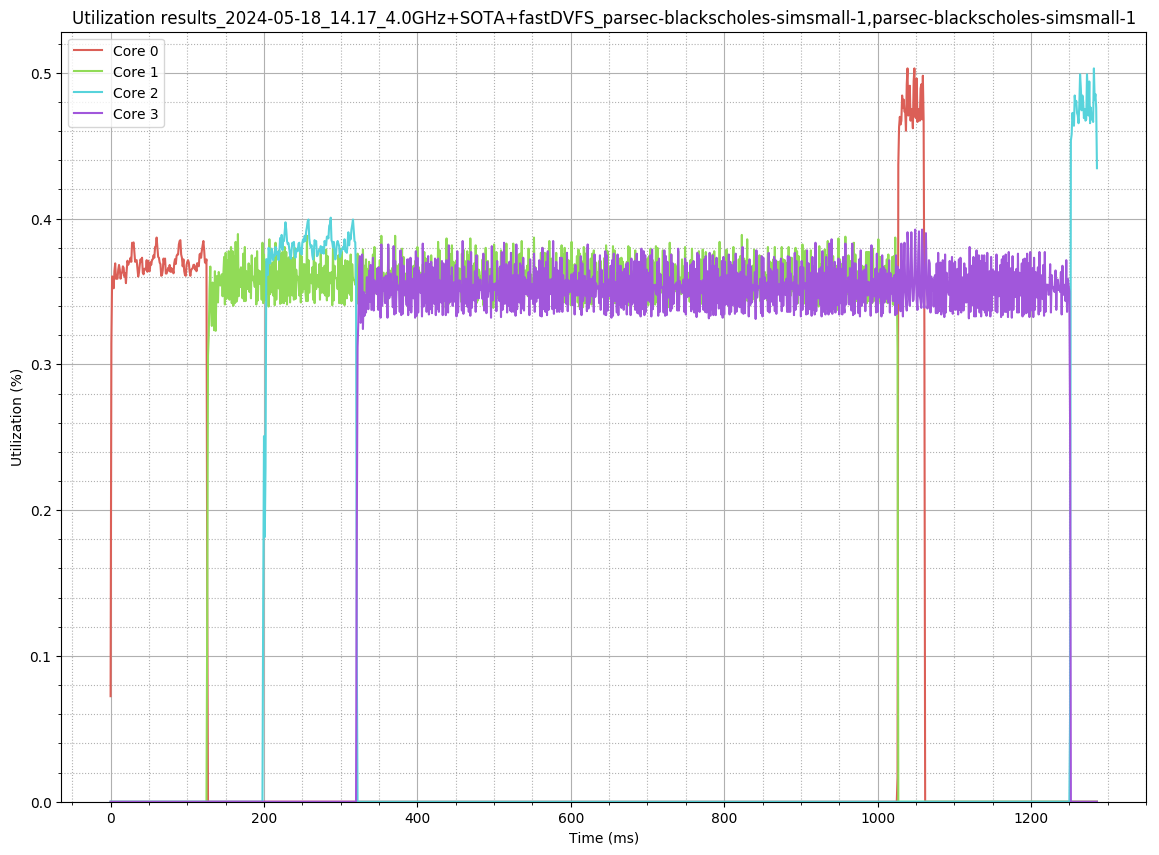 Utilization results_2024-05-18_14.17_4.0GHz+SOTA+fastDVFS_parsec-blackscholes-simsmall-1,parsec-blackscholes-simsmall-1
Core 0
Core 1
Core 2
Core 3
0.5
0.4
0.3
0.2
0.1
0.0
Utilization (%)
0 200 400 600 800 1000 1200
Time (ms)